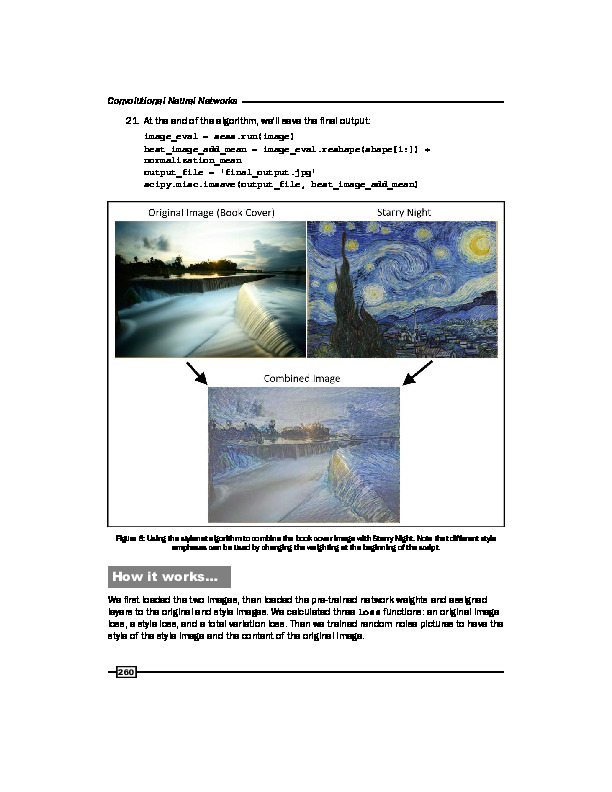 Convolutional Neural Networks
21. At the end of the algorithm, we'll save the final output:
image_eval = sess.run(image)
best_image_add_mean = image_eval.reshape(shape[1:]) +
normalization_mean
output_file = 'final_output.jpg'
scipy.misc.imsave(output_file, best_image_add_mean)
Original Image (Book Cover)
Starry Night
Combined Image
Figure 6: Using the stylenet algorithm to combine the book cover image with Starry Night. Note that different style
emphases can be used by changing the weighting at the beginning of the script.
How it works...
We first loaded the two images, then loaded the pre-trained network weights and assigned
layers to the original and style images. We calculated three loss functions: an original image
loss, a style loss, and a total variation loss. Then we trained random noise pictures to have the
style of the style image and the content of the original image.
260